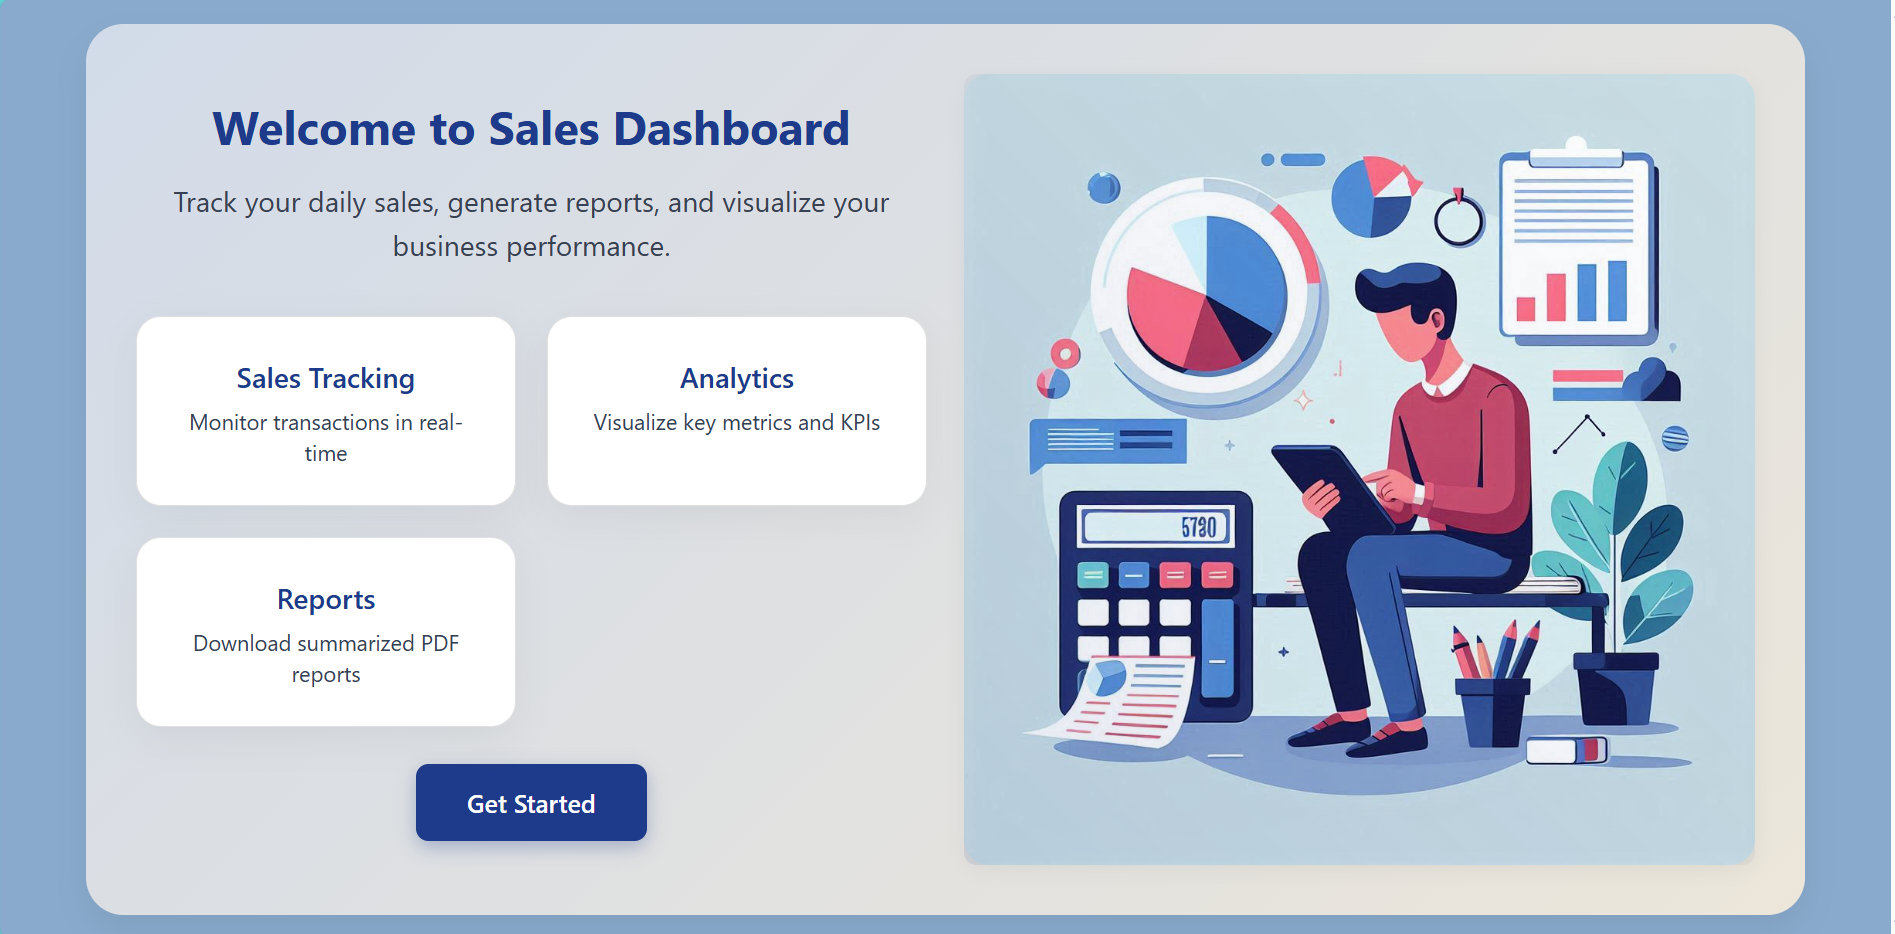 Welcome to Sales Dashboard
Track your daily sales, generate reports, and visualize your
business performance.
Sales Tracking
Monitor transactions in real-
time
Analytics
Visualize key metrics and KPIs
Reports
Download summarized PDF
reports
Get Started